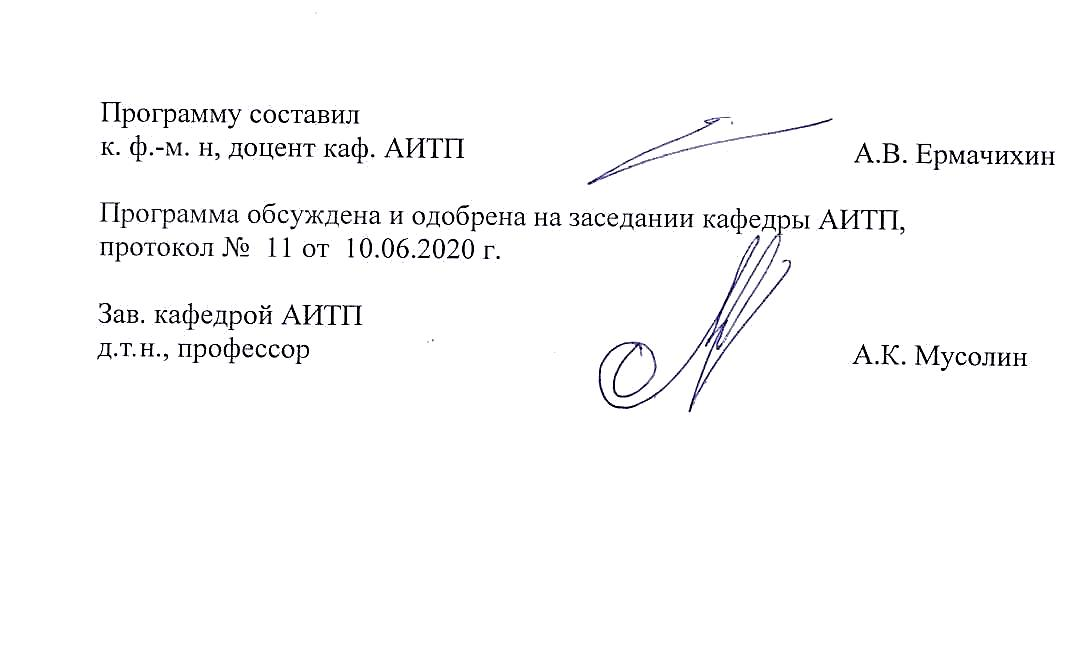 Программу составил
к. ф.-м. н, доцент каф. АИТП А.В. Ермачихин
Программа обсуждена и одобрена на заседании кафедры АИТП,
протокол № 11 от 10.06.2020 г.
Зав. кафедрой АИТП
д.т.н., профессор А.К. Мусолин